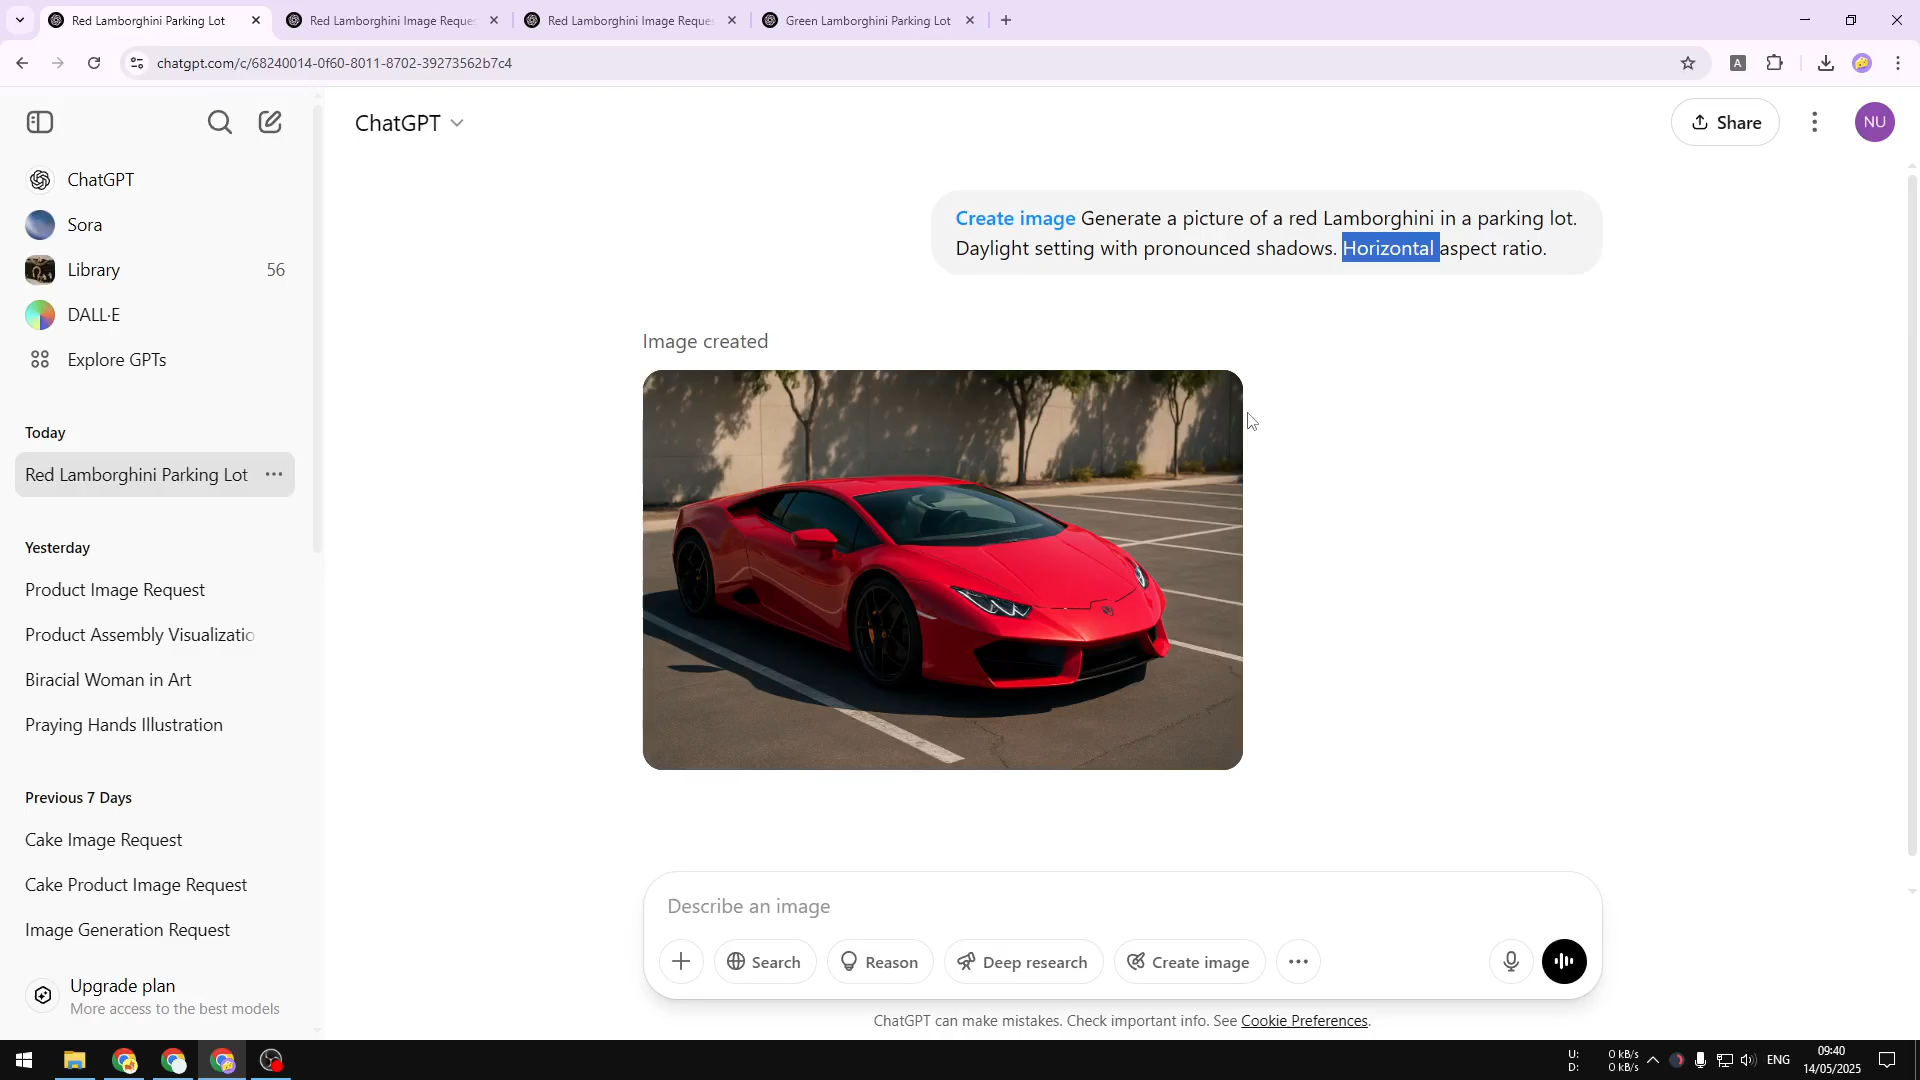 Red Lamborghini Parking Lot
Red Lamborghini Image Reque
Red Lamborghini Image Reque
Green Lamborghini Parking Lot
chatgpt.com/c/68240014-0f60-8011-8702-39273562b7c4
A
ChatGPT
Share
NU
ChatGPT
Sora
Library 56
DALL·E
Explore GPTs
Today
Red Lamborghini Parking Lot
Yesterday
Product Image Request
Product Assembly Visualizatio
Biracial Woman in Art
Praying Hands Illustration
Previous 7 Days
Cake Image Request
Cake Product Image Request
Image Generation Request
Upgrade plan
More access to the best models
Create image Generate a picture of a red Lamborghini in a parking lot.
Daylight setting with pronounced shadows. Horizontal aspect ratio.
Image created
Describe an image
Search
Reason
Deep research
Create image
ChatGPT can make mistakes. Check important info. See Cookie Preferences.
U: 0 kB/s
D: 0 kB/s
ENG
09:40
14/05/2025